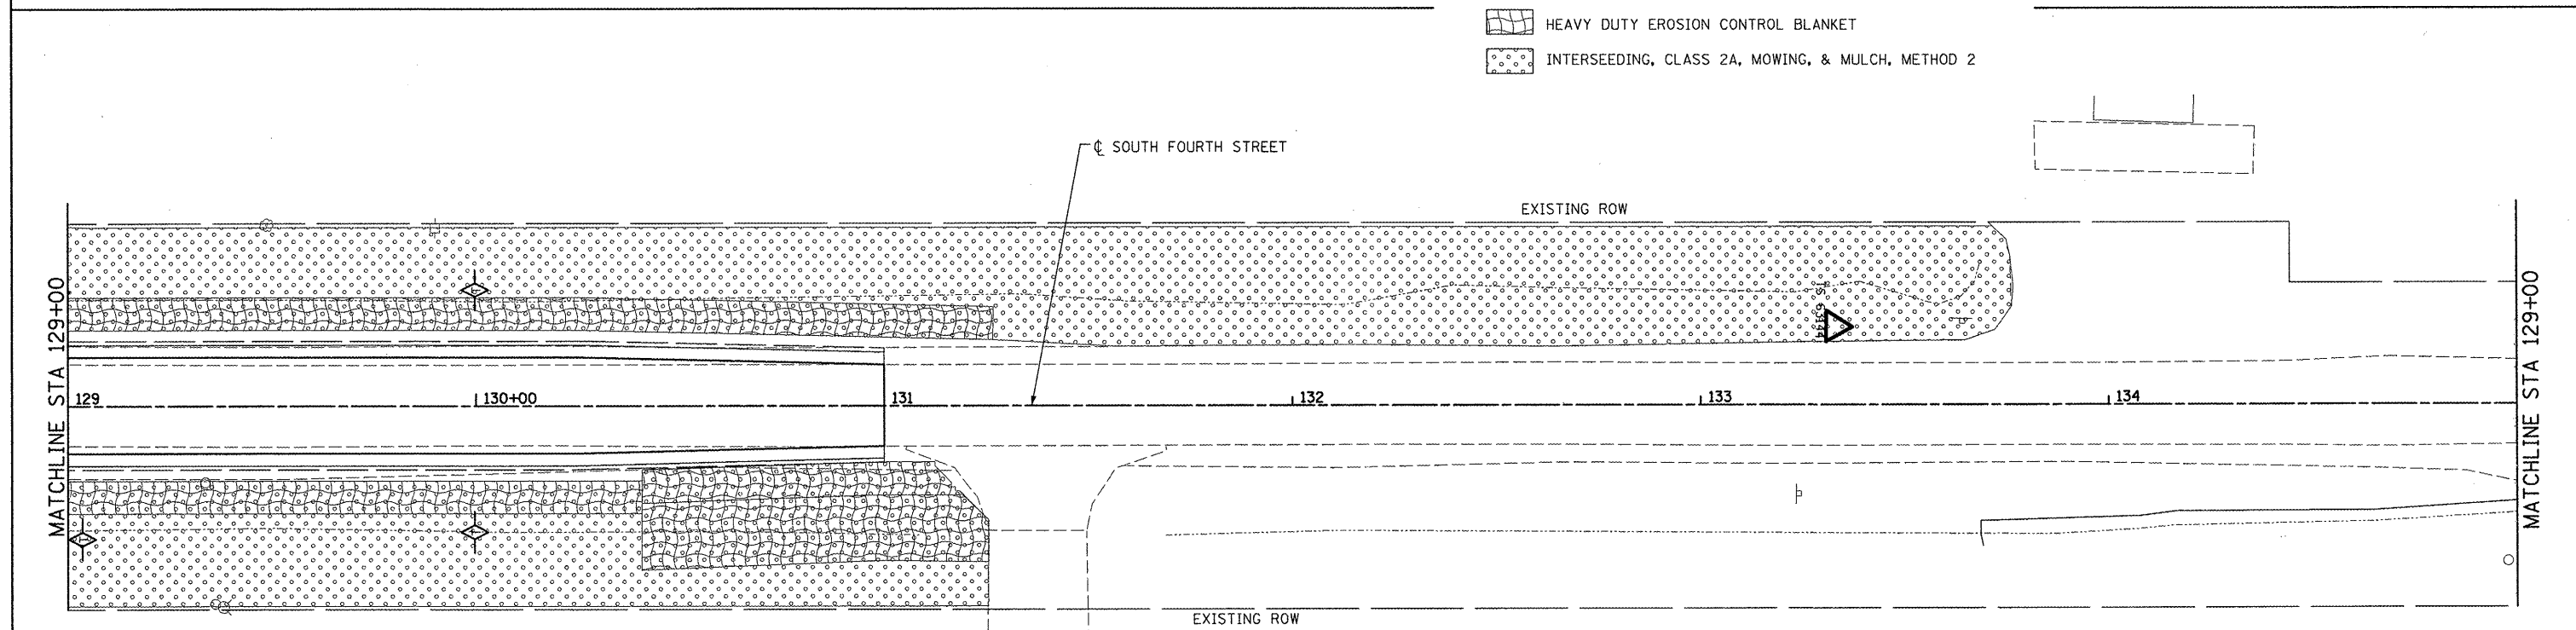 HEAVY DUTY EROSION CONTROL BLANKET
INTERSEEDING, CLASS 2A, MOWING, & MULCH, METHOD 2
℄ SOUTH FOURTH STREET
EXISTING ROW
MATCHLINE STA 129+00
129
130+00
131
132
133
134
MATCHLINE STA 129+00
EXISTING ROW